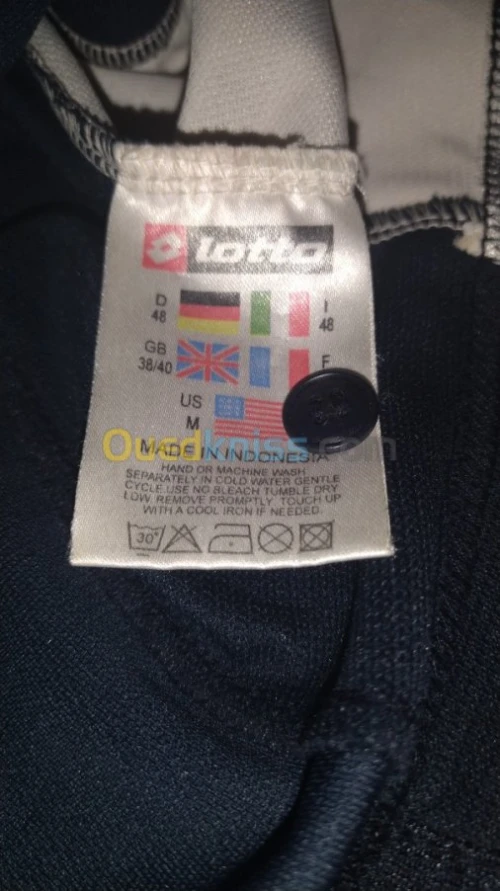 lotto
D
48
I
48
GB
38/40
F
US
M
Ouedkniss.com
MADE IN INDONESIA
HAND OR MACHINE WASH
SEPARATELY IN COLD WATER GENTLE
CYCLE.USE NO BLEACH TUMBLE DRY
LOW. REMOVE PROMPTLY. TOUCH UP
WITH A COOL IRON IF NEEDED.
30°